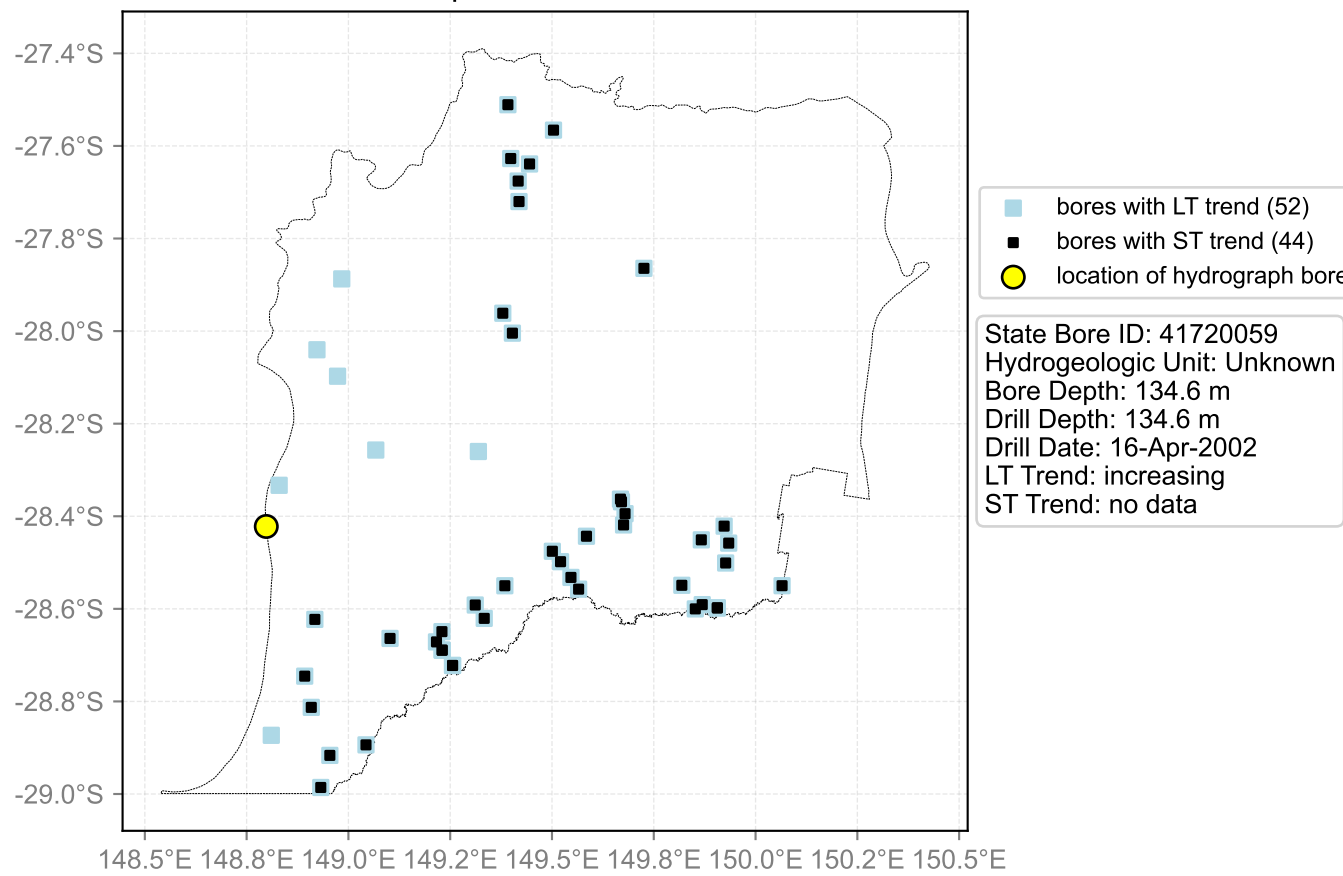 -27.4°S
-27.6°S
-27.8°S
-28.0°S
-28.2°S
-28.4°S
-28.6°S
-28.8°S
-29.0°S
148.5°E 148.8°E 149.0°E 149.2°E 149.5°E 149.8°E 150.0°E 150.2°E 150.5°E
bores with LT trend (52)
bores with ST trend (44)
location of hydrograph bore
State Bore ID: 41720059
Hydrogeologic Unit: Unknown
Bore Depth: 134.6 m
Drill Depth: 134.6 m
Drill Date: 16-Apr-2002
LT Trend: increasing
ST Trend: no data